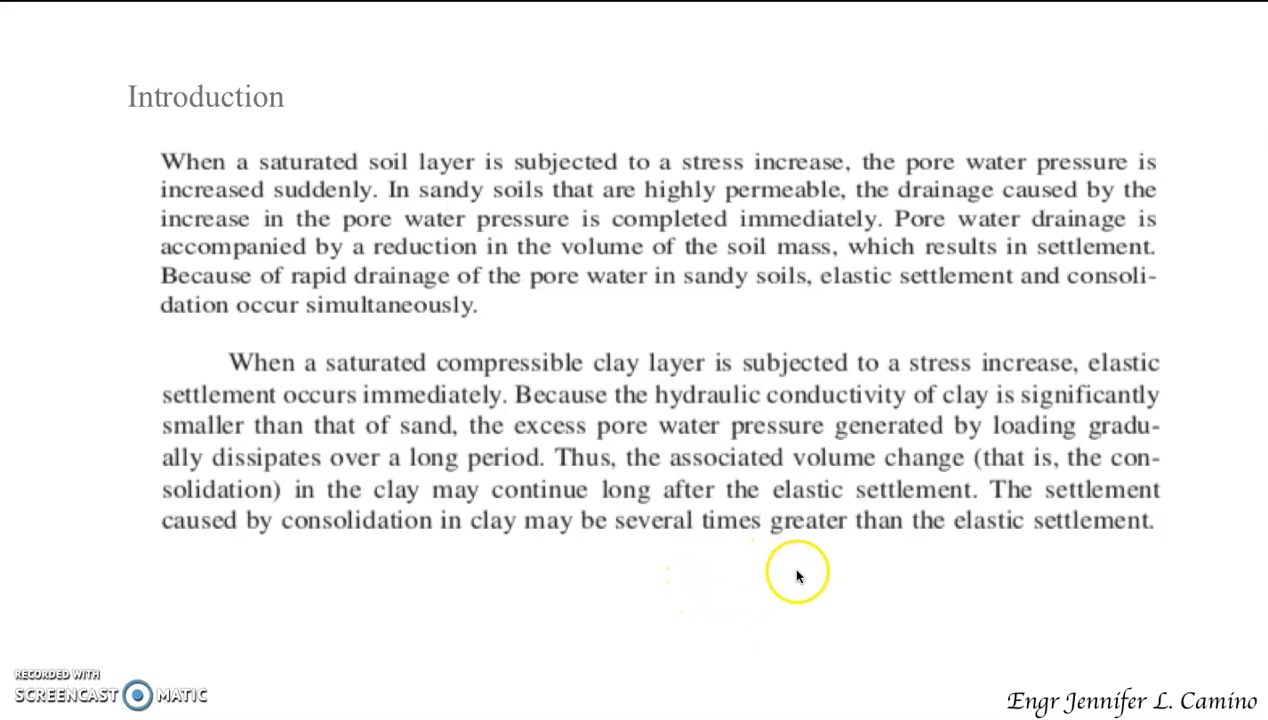 Introduction
When a saturated soil layer is subjected to a stress increase, the pore water pressure is
increased suddenly. In sandy soils that are highly permeable, the drainage caused by the
increase in the pore water pressure is completed immediately. Pore water drainage is
accompanied by a reduction in the volume of the soil mass, which results in settlement.
Because of rapid drainage of the pore water in sandy soils, elastic settlement and consoli-
dation occur simultaneously.
When a saturated compressible clay layer is subjected to a stress increase, elastic
settlement occurs immediately. Because the hydraulic conductivity of clay is significantly
smaller than that of sand, the excess pore water pressure generated by loading gradu-
ally dissipates over a long period. Thus, the associated volume change (that is, the con-
solidation) in the clay may continue long after the elastic settlement. The settlement
caused by consolidation in clay may be several times greater than the elastic settlement.
RECORDED WITH
SCREENCAST MATIC
Engr Jennifer L. Camino